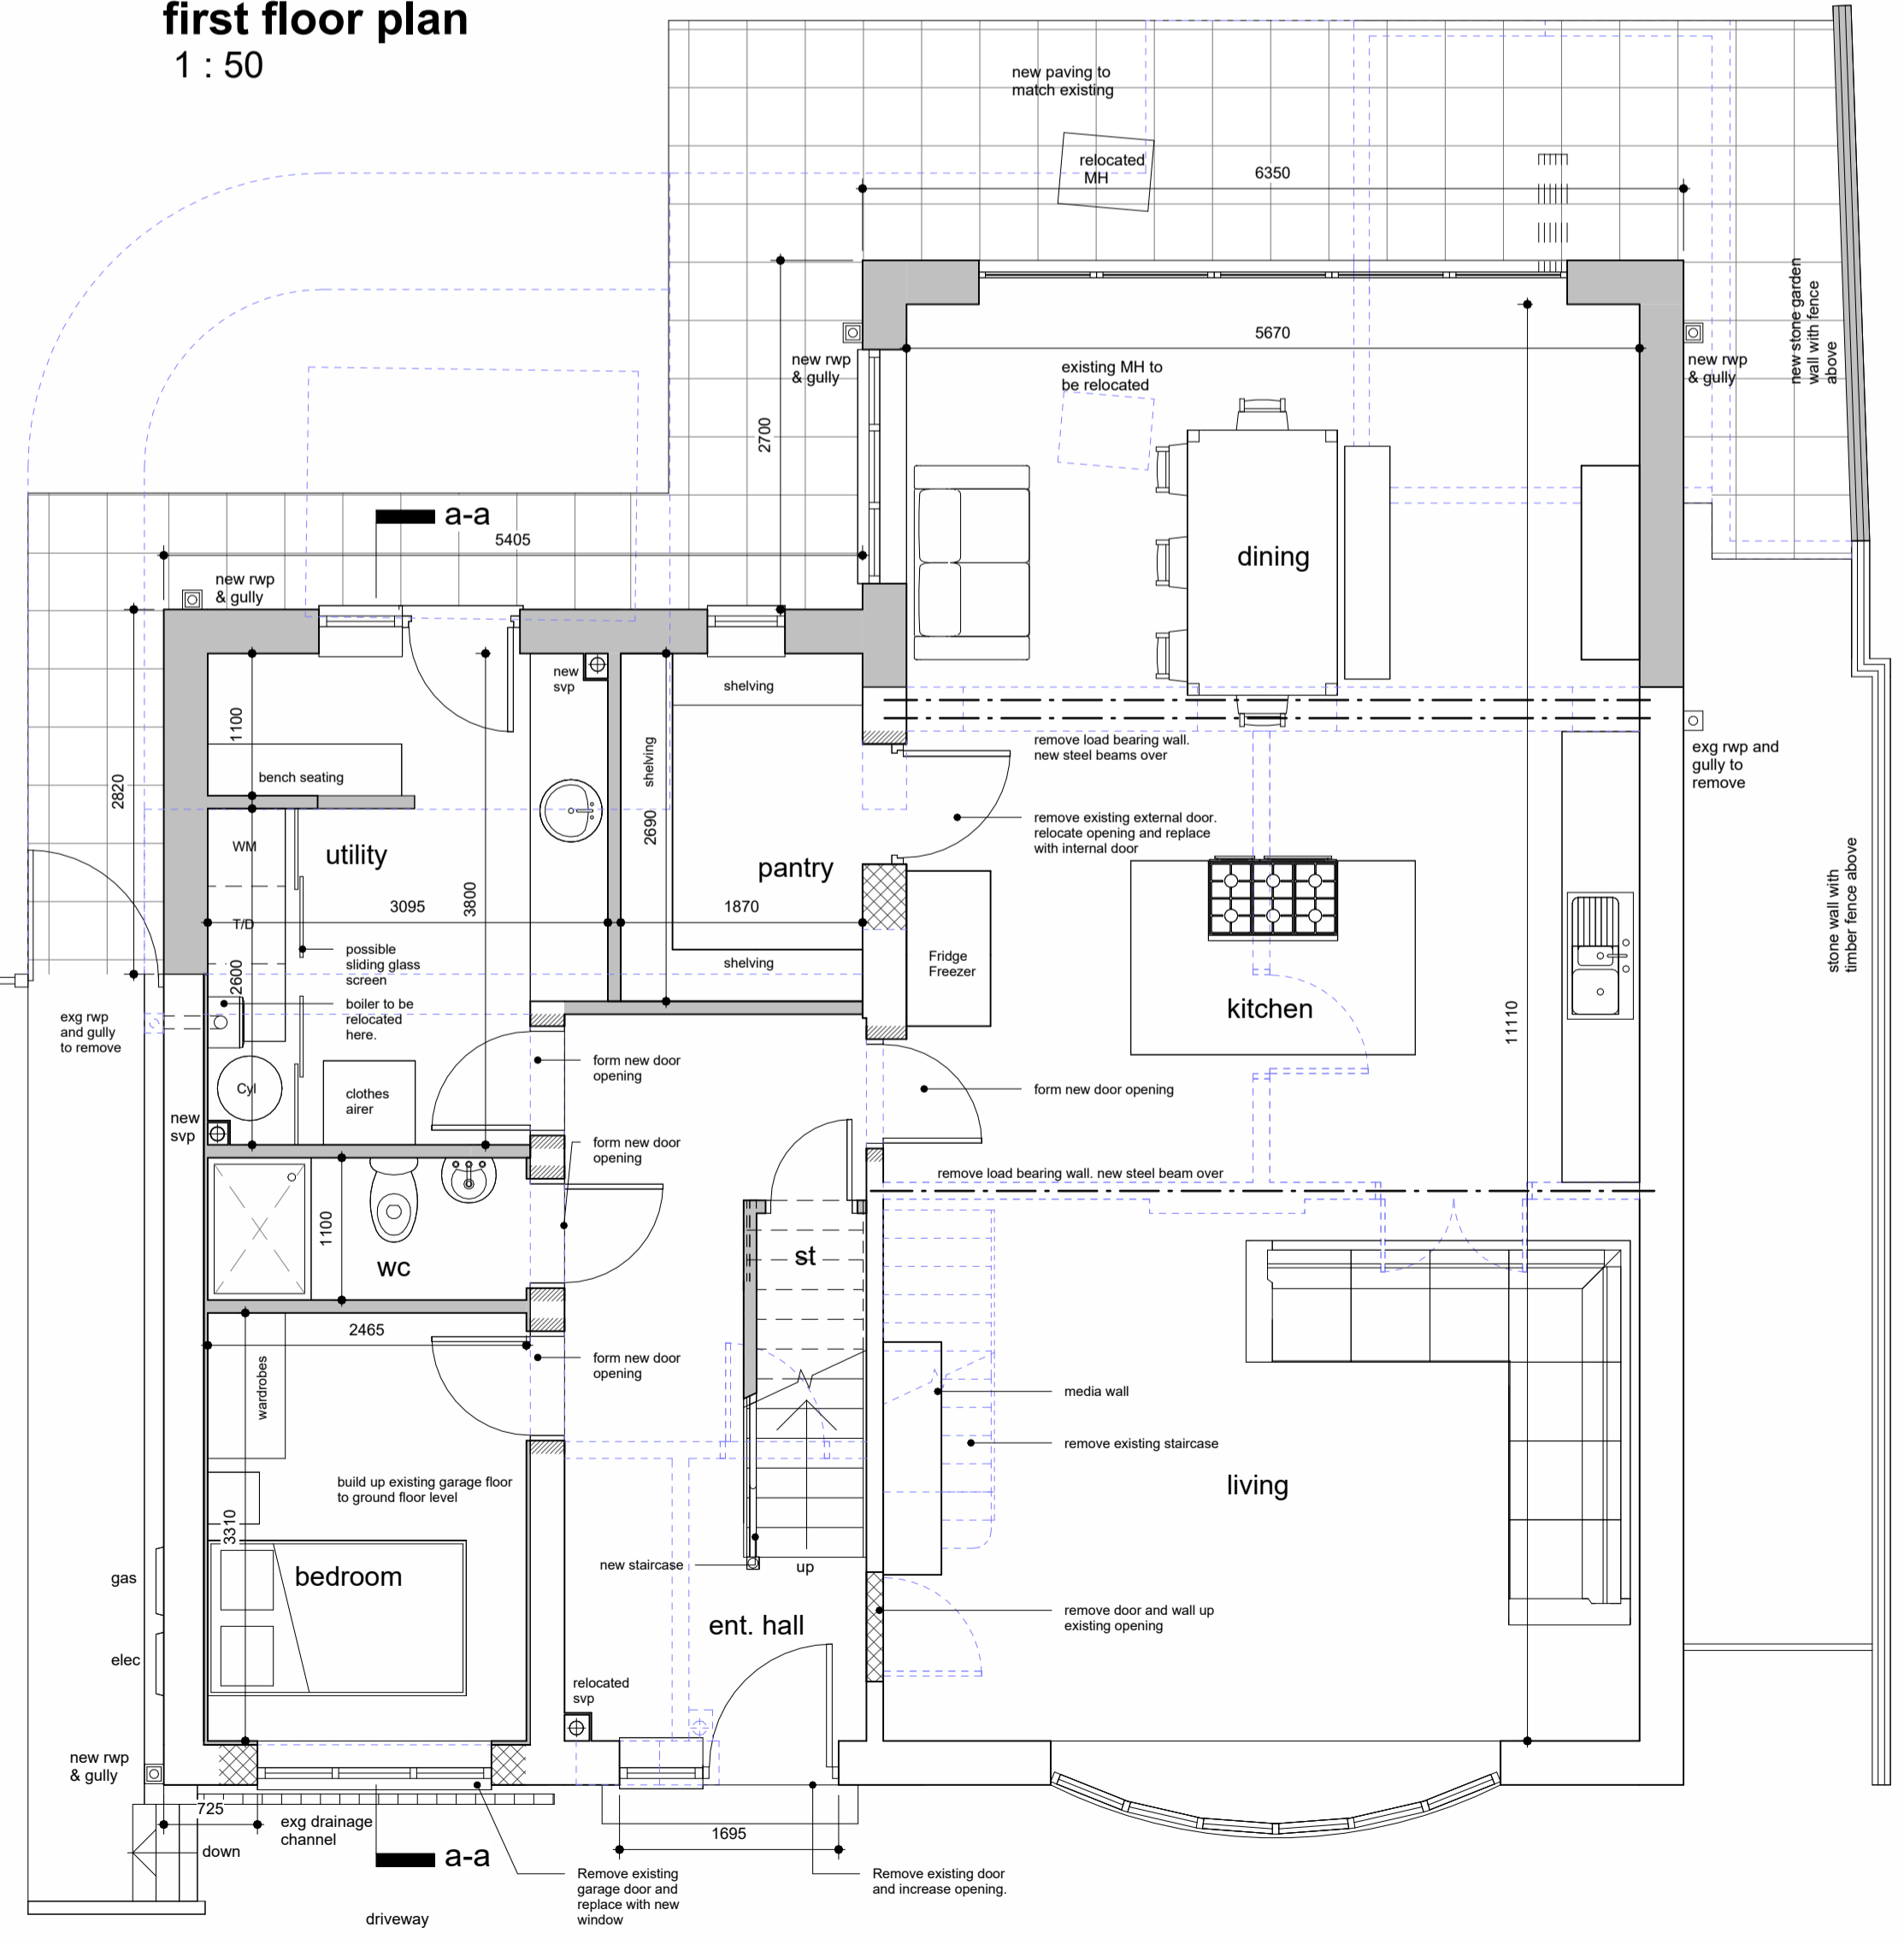 first floor plan
1 : 50
new paving to
match existing
relocated
MH
6350
new stone garden
wall with fence
above
5670
new rwp
& gully
new rwp
& gully
existing MH to
be relocated
2700
a-a
5405
dining
new rwp
& gully
new
svp
shelving
1100
shelving
bench seating
2820
remove load bearing wall.
new steel beams over
exg rwp and
gully to
remove
WM
utility
2690
pantry
remove existing external door.
relocate opening and replace
with internal door
stone wall with
timber fence above
3095
3800
1870
T/D
possible
sliding glass
screen
shelving
Fridge
Freezer
2600
boiler to be
relocated
here.
kitchen
11110
exg rwp
and gully
to remove
form new door
opening
Cyl
clothes
airer
form new door opening
new
svp
form new door
opening
remove load bearing wall. new steel beam over
1100
wc
st
2465
form new door
opening
wardrobes
media wall
remove existing staircase
build up existing garage floor
to ground floor level
living
3310
gas
bedroom
new staircase
up
ent. hall
remove door and wall up
existing opening
elec
relocated
svp
new rwp
& gully
725
exg drainage
channel
1695
down
a-a
Remove existing
garage door and
replace with new
window
Remove existing door
and increase opening.
driveway